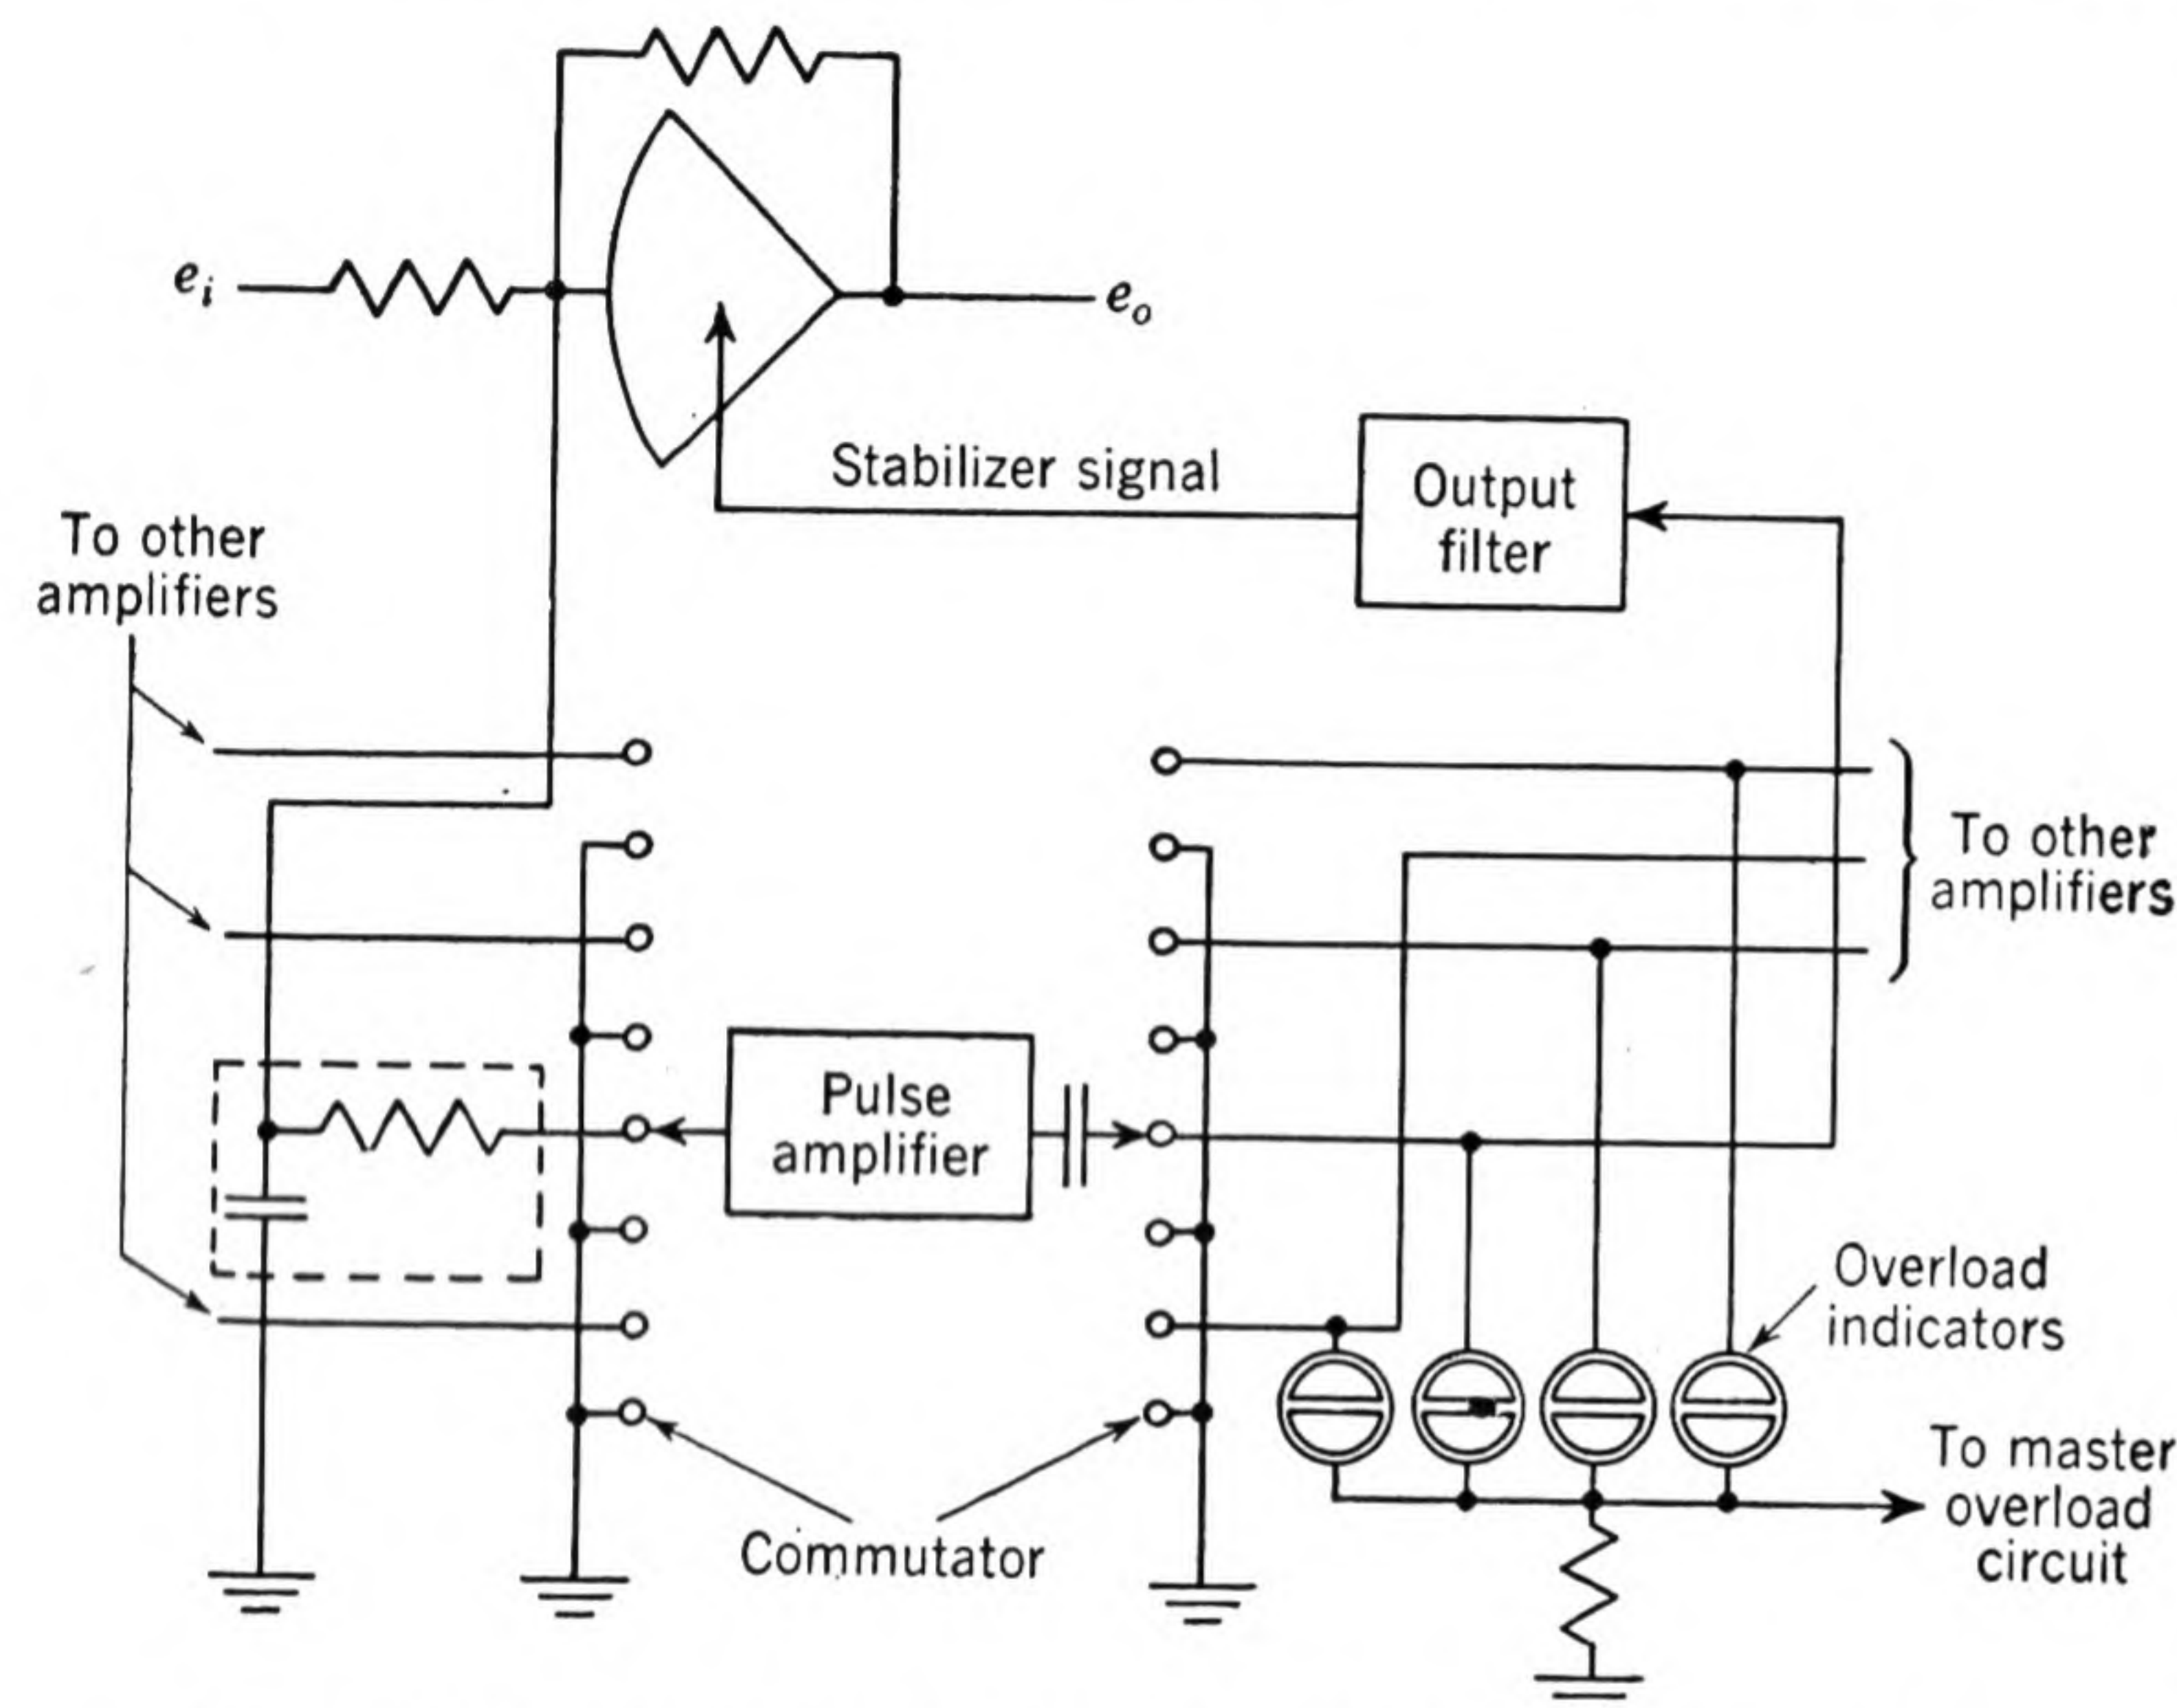 e_i
e_o
Stabilizer signal
Output
filter
To other
amplifiers
To other
amplifiers
Pulse
amplifier
Overload
indicators
To master
overload
circuit
Commutator